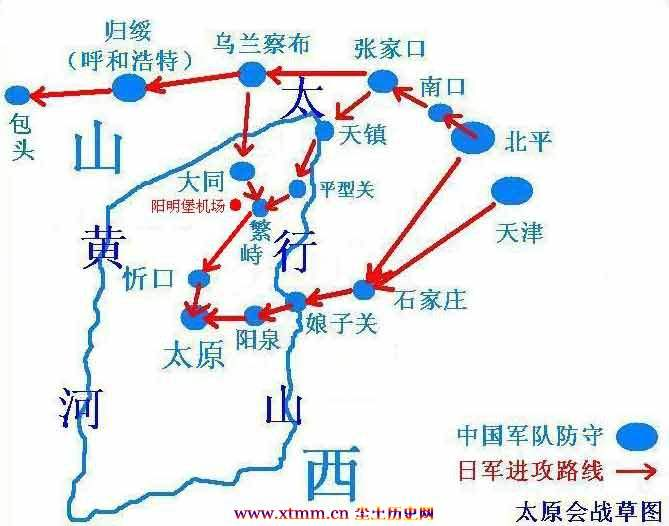 归绥
（呼和浩特）
乌兰察布
张家口
南口
包头
山
太
天镇
北平
大同
平型关
阳明堡机场
繁峙
天津
黄
行
忻口
石家庄
太原
阳泉
娘子关
河
山
西
中国军队防守
日军进攻路线
www.xtmm.cn 尘土历史网
太原会战草图